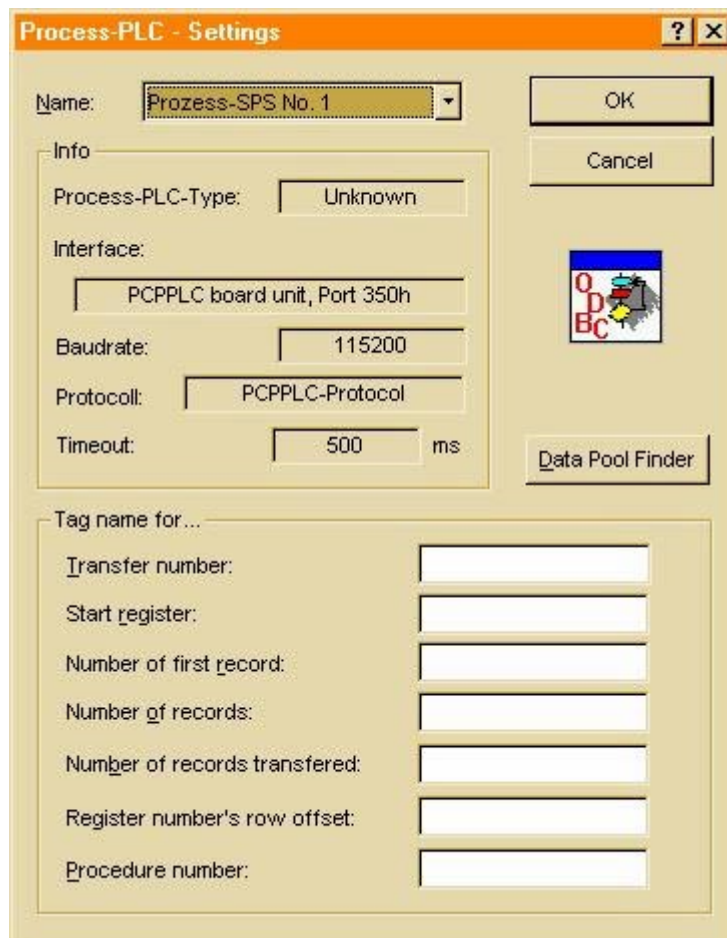 Process-PLC - Settings
Name: Prozess-SPS No. 1
OK
Cancel
Info
Process-PLC-Type: Unknown
Interface:
PCPPLC board unit, Port 350h
Baudrate: 115200
Protocoll: PCPPLC-Protocol
Timeout: 500 ms
ODBC
Data Pool Finder
Tag name for...
Transfer number:
Start register:
Number of first record:
Number of records:
Number of records transfered:
Register number's row offset:
Procedure number: